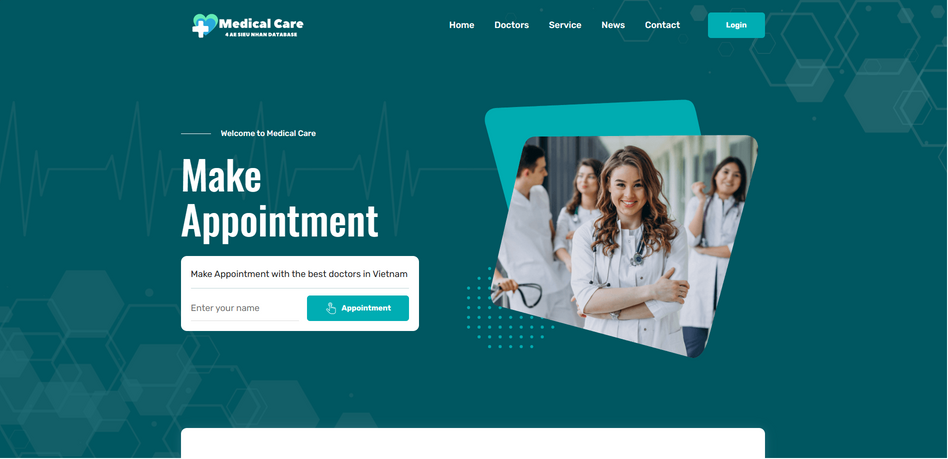 Medical Care
4 AE SIEU NHAN DATABASE
Home
Doctors
Service
News
Contact
Login
Welcome to Medical Care
Make
Appointment
Make Appointment with the best doctors in Vietnam
Enter your name
Appointment